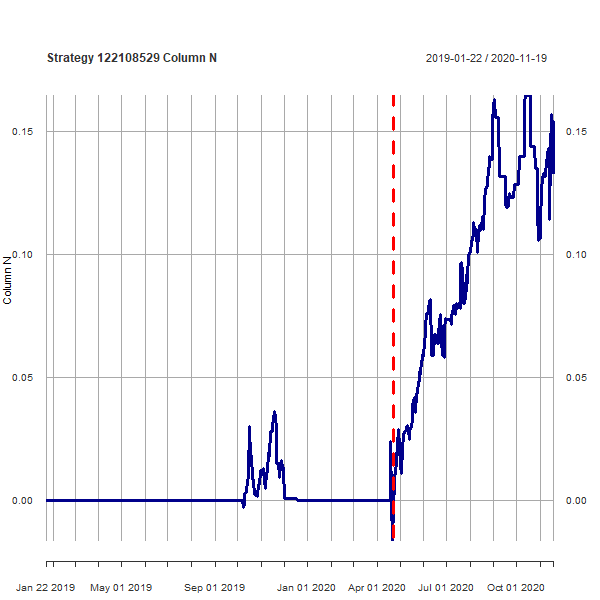 Strategy 122108529 Column N
2019-01-22 / 2020-11-19
0.15
0.15
0.10
0.10
Column N
0.05
0.05
0.00
0.00
Jan 22 2019
May 01 2019
Sep 01 2019
Jan 01 2020
Apr 01 2020
Jul 01 2020
Oct 01 2020